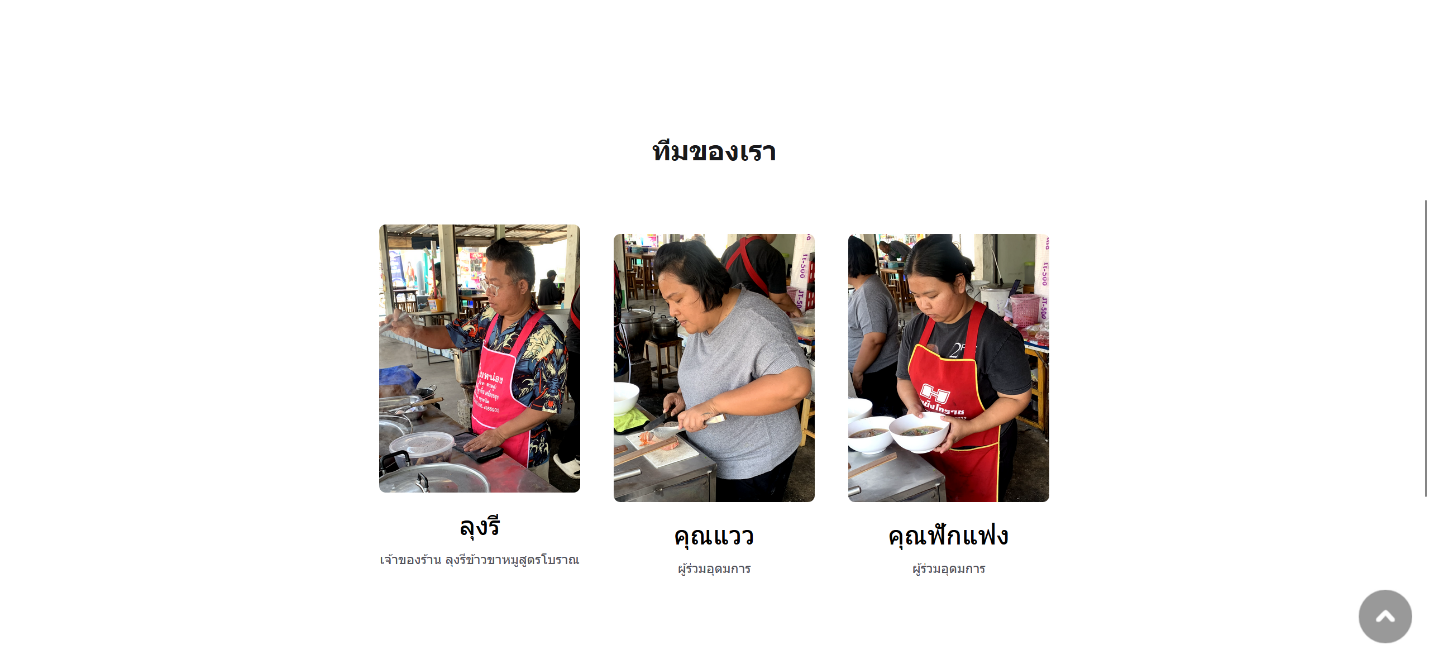 ทีมของเรา
ลุงรี
เจ้าของร้าน ลุงรีข้าวขาหมูสูตรโบราณ
คุณแวว
ผู้ร่วมอุดมการ
คุณฟักแฟง
ผู้ร่วมอุดมการ